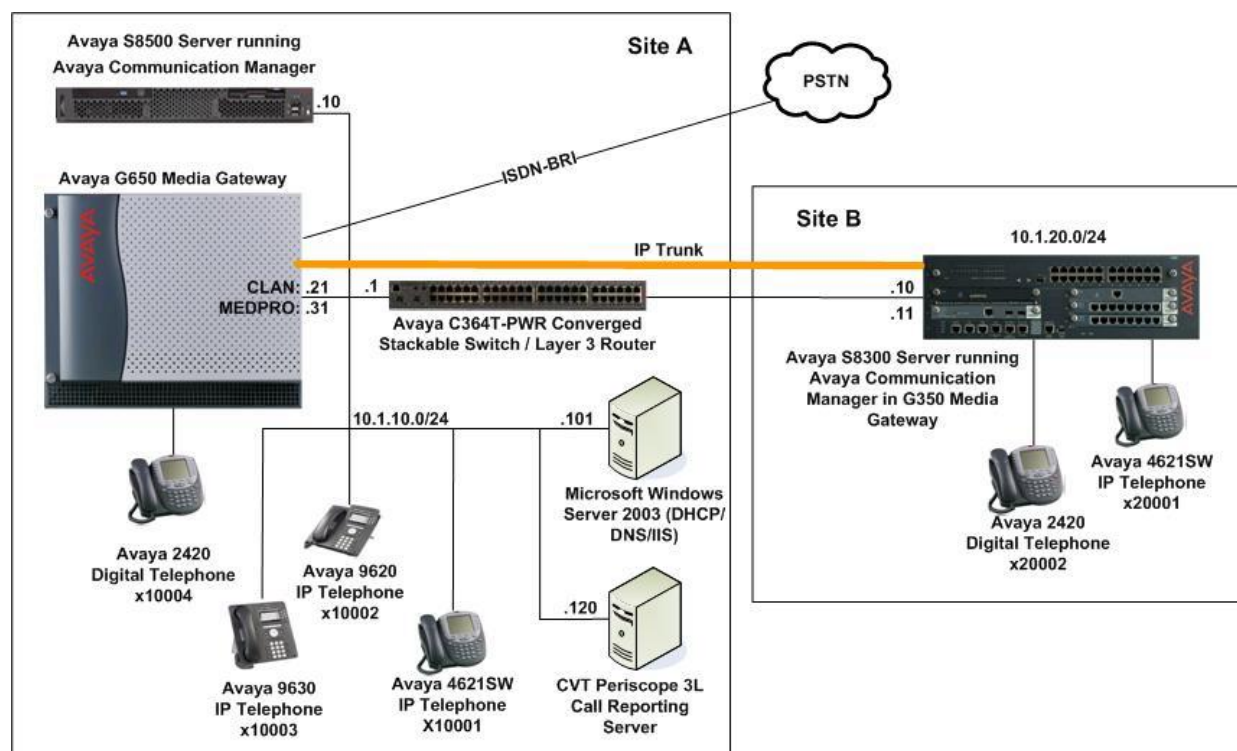 Avaya S8500 Server running
Avaya Communication Manager
.10
Site A
PSTN
ISDN-BRI
Avaya G650 Media Gateway
AVAYA
CLAN: .21
MEDPRO: .31
.1
IP Trunk
Avaya C364T-PWR Converged
Stackable Switch / Layer 3 Router
Site B
10.1.20.0/24
.10
.11
AVAYA
Avaya S8300 Server running
Avaya Communication
Manager in G350 Media
Gateway
Avaya 4621SW
IP Telephone
x20001
Avaya 2420
Digital Telephone
x20002
10.1.10.0/24
.101
Microsoft Windows
Server 2003 (DHCP/
DNS/IIS)
Avaya 2420
Digital Telephone
x10004
Avaya 9620
IP Telephone
x10002
.120
Avaya 9630
IP Telephone
x10003
Avaya 4621SW
IP Telephone
X10001
CVT Periscope 3L
Call Reporting
Server